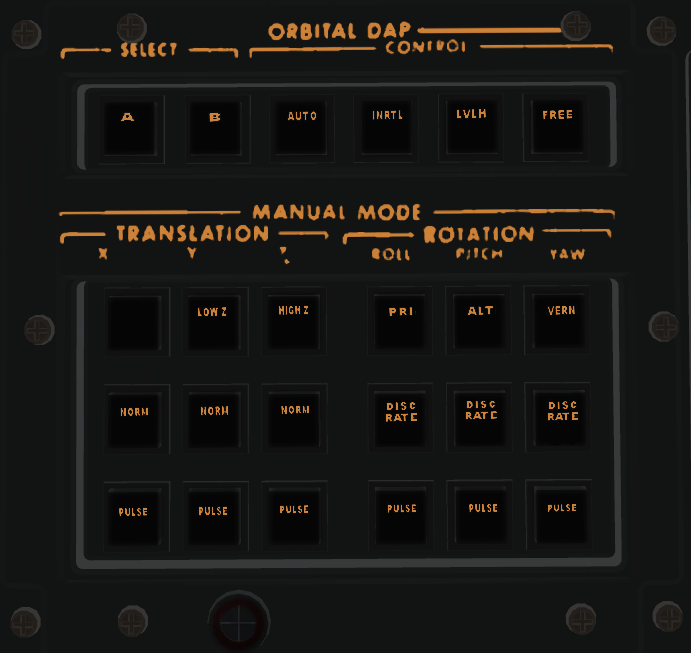 ORBITAL DAP
SELECT CONTROL
A B AUTO INRTL LVLH FREE
MANUAL MODE
TRANSLATION ROTATION
X Y ROLL PITCH YAW
LOW Z HIGH Z PRI ALT VERN
NORM NORM NORM DISC RATE DISC RATE DISC RATE
PULSE PULSE PULSE PULSE PULSE PULSE